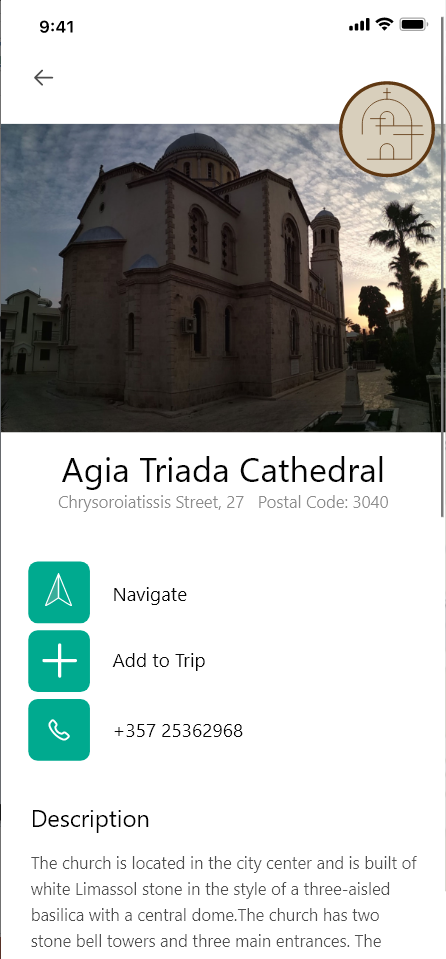 9:41
Agia Triada Cathedral
Chrysoroiatissis Street, 27 Postal Code: 3040
Navigate
Add to Trip
+357 25362968
Description
The church is located in the city center and is built of
white Limassol stone in the style of a three-aisled
basilica with a central dome.The church has two
stone bell towers and three main entrances. The